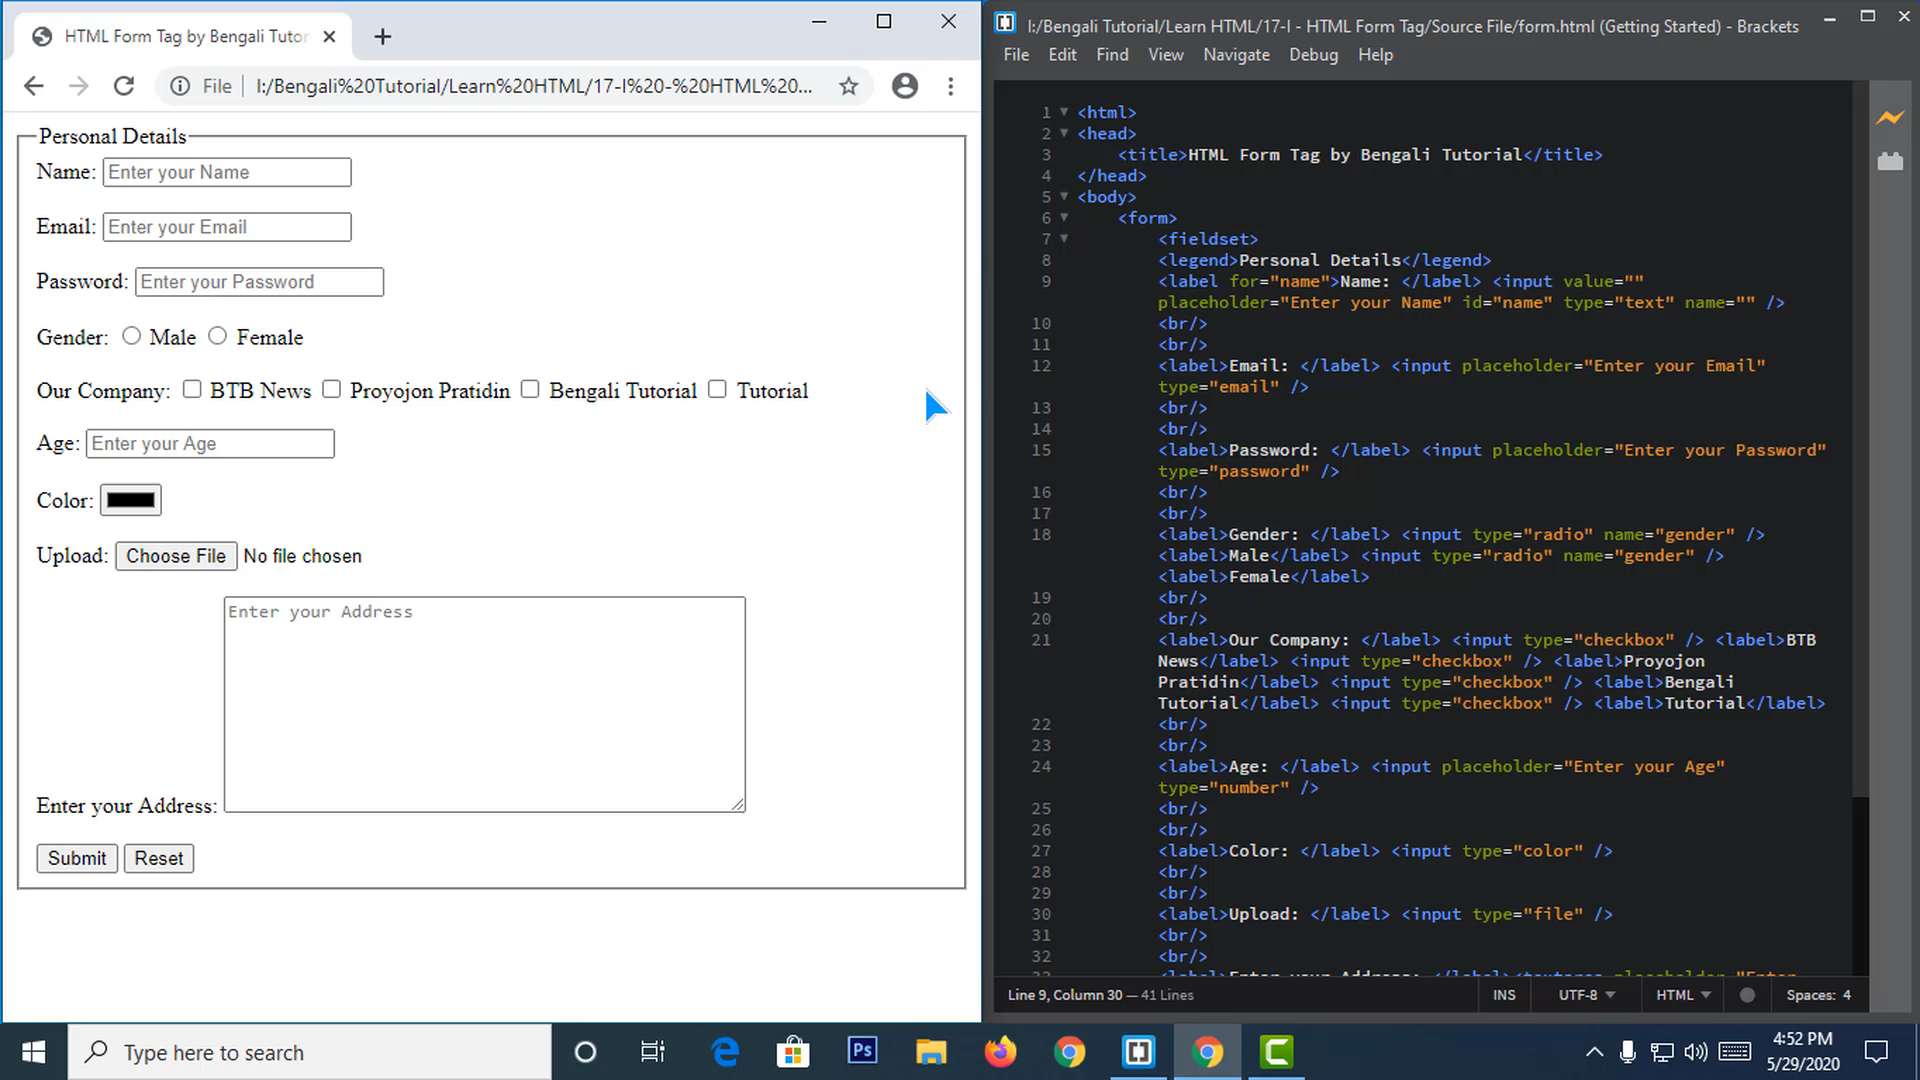 HTML Form Tag by Bengali Tutor
File
I:/Bengali%20Tutorial/Learn%20HTML/17-I%20-%20HTML%20...
Personal Details
Name: Enter your Name
Email: Enter your Email
Password: Enter your Password
Gender: Male Female
Our Company: BTB News Proyojon Pratidin Bengali Tutorial Tutorial
Age: Enter your Age
Color:
Upload: Choose File No file chosen
Enter your Address
Enter your Address:
Submit Reset
I:/Bengali Tutorial/Learn HTML/17-I - HTML Form Tag/Source File/form.html (Getting Started) - Brackets
File Edit Find View Navigate Debug Help
1 <html>
2 <head>
3 <title>HTML Form Tag by Bengali Tutorial</title>
4 </head>
5 <body>
6 <form>
7 <fieldset>
8 <legend>Personal Details</legend>
9 <label for="name">Name: </label> <input value=""
placeholder="Enter your Name" id="name" type="text" name="" />
10 <br/>
11 <br/>
12 <label>Email: </label> <input placeholder="Enter your Email"
type="email" />
13 <br/>
14 <br/>
15 <label>Password: </label> <input placeholder="Enter your Password"
type="password" />
16 <br/>
17 <br/>
18 <label>Gender: </label> <input type="radio" name="gender" />
<label>Male</label> <input type="radio" name="gender" />
<label>Female</label>
19 <br/>
20 <br/>
21 <label>Our Company: </label> <input type="checkbox" /> <label>BTB
News</label> <input type="checkbox" /> <label>Proyojon
Pratidin</label> <input type="checkbox" /> <label>Bengali
Tutorial</label> <input type="checkbox" /> <label>Tutorial</label>
22 <br/>
23 <br/>
24 <label>Age: </label> <input placeholder="Enter your Age"
type="number" />
25 <br/>
26 <br/>
27 <label>Color: </label> <input type="color" />
28 <br/>
29 <br/>
30 <label>Upload: </label> <input type="file" />
31 <br/>
32 <br/>
33 <label>Enter your Address: </label><textarea placeholder="Enter
Line 9, Column 30 — 41 Lines
INS UTF-8 HTML Spaces: 4
Type here to search
Ps
4:52 PM
5/29/2020